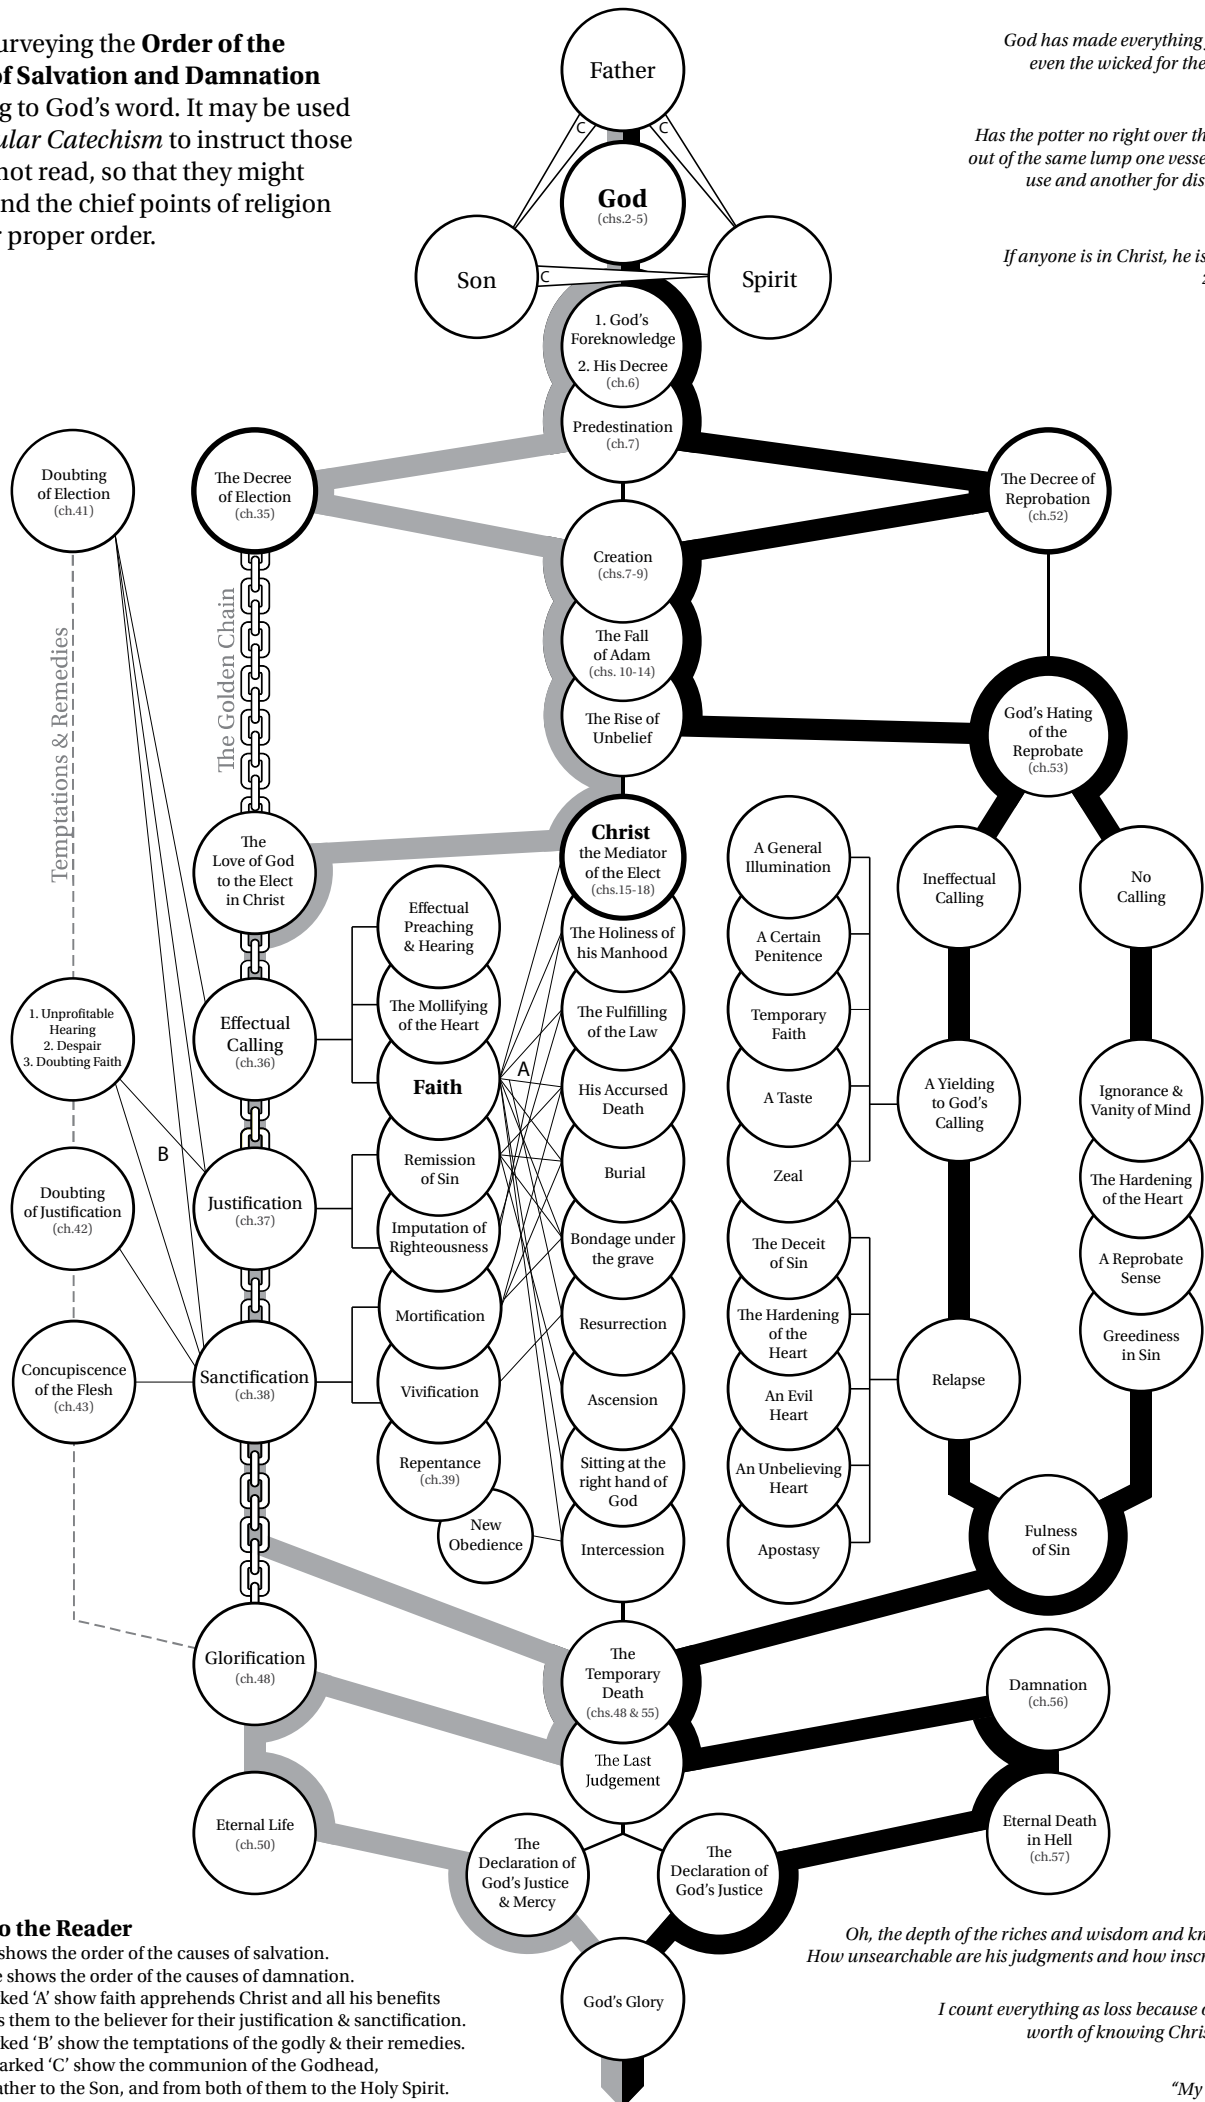 urveying the Order of the
of Salvation and Damnation
g to God's word. It may be used
ular Catechism to instruct those
not read, so that they might
nd the chief points of religion
r proper order.
God has made everything
even the wicked for the
Has the potter no right over th
out of the same lump one vesse
use and another for dis
If anyone is in Christ, he is
2
Father
C
C
God
(chs.2-5)
Son
C
Spirit
1. God's
Foreknowledge
2. His Decree
(ch.6)
Predestination
(ch.7)
Doubting
of Election
(ch.41)
The Decree
of Election
(ch.35)
The Decree of
Reprobation
(ch.52)
Creation
(chs.7-9)
The Fall
of Adam
(chs. 10-14)
The Rise of
Unbelief
Temptations & Remedies
The Golden Chain
God's Hating
of the
Reprobate
(ch.53)
The
Love of God
to the Elect
in Christ
Christ
the Mediator
of the Elect
(chs.15-18)
The Holiness of
his Manhood
The Fulfilling
of the Law
His Accursed
Death
Burial
Bondage under
the grave
Resurrection
Ascension
Sitting at the
right hand of
God
Intercession
Effectual
Preaching
& Hearing
The Mollifying
of the Heart
Faith
A
Remission
of Sin
Imputation of
Righteousness
Mortification
Vivification
Repentance
(ch.39)
New
Obedience
1. Unprofitable
Hearing
2. Despair
3. Doubting Faith
B
Doubting
of Justification
(ch.42)
Concupiscence
of the Flesh
(ch.43)
Effectual
Calling
(ch.36)
Justification
(ch.37)
Sanctification
(ch.38)
A General
Illumination
A Certain
Penitence
Temporary
Faith
A Taste
Zeal
The Deceit
of Sin
The Hardening
of the
Heart
An Evil
Heart
An Unbelieving
Heart
Apostasy
Ineffectual
Calling
No
Calling
A Yielding
to God's
Calling
Relapse
Ignorance &
Vanity of Mind
The Hardening
of the Heart
A Reprobate
Sense
Greediness
in Sin
Fulness
of Sin
Glorification
(ch.48)
The
Temporary
Death
(chs.48 & 55)
The Last
Judgement
Damnation
(ch.56)
Eternal Life
(ch.50)
The
Declaration of
God's Justice
& Mercy
The
Declaration of
God's Justice
Eternal Death
in Hell
(ch.57)
God's Glory
o the Reader
shows the order of the causes of salvation.
e shows the order of the causes of damnation.
ked 'A' show faith apprehends Christ and all his benefits
s them to the believer for their justification & sanctification.
ked 'B' show the temptations of the godly & their remedies.
arked 'C' show the communion of the Godhead,
ather to the Son, and from both of them to the Holy Spirit.
Oh, the depth of the riches and wisdom and kn
How unsearchable are his judgments and how inscr
I count everything as loss because o
worth of knowing Chris
“My